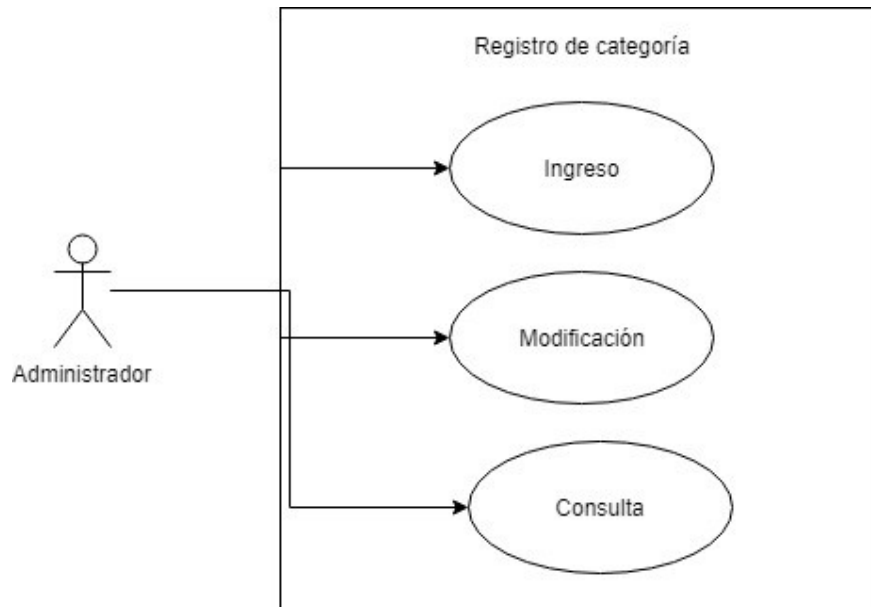 Registro de categoría
Ingreso
Modificación
Administrador
Consulta